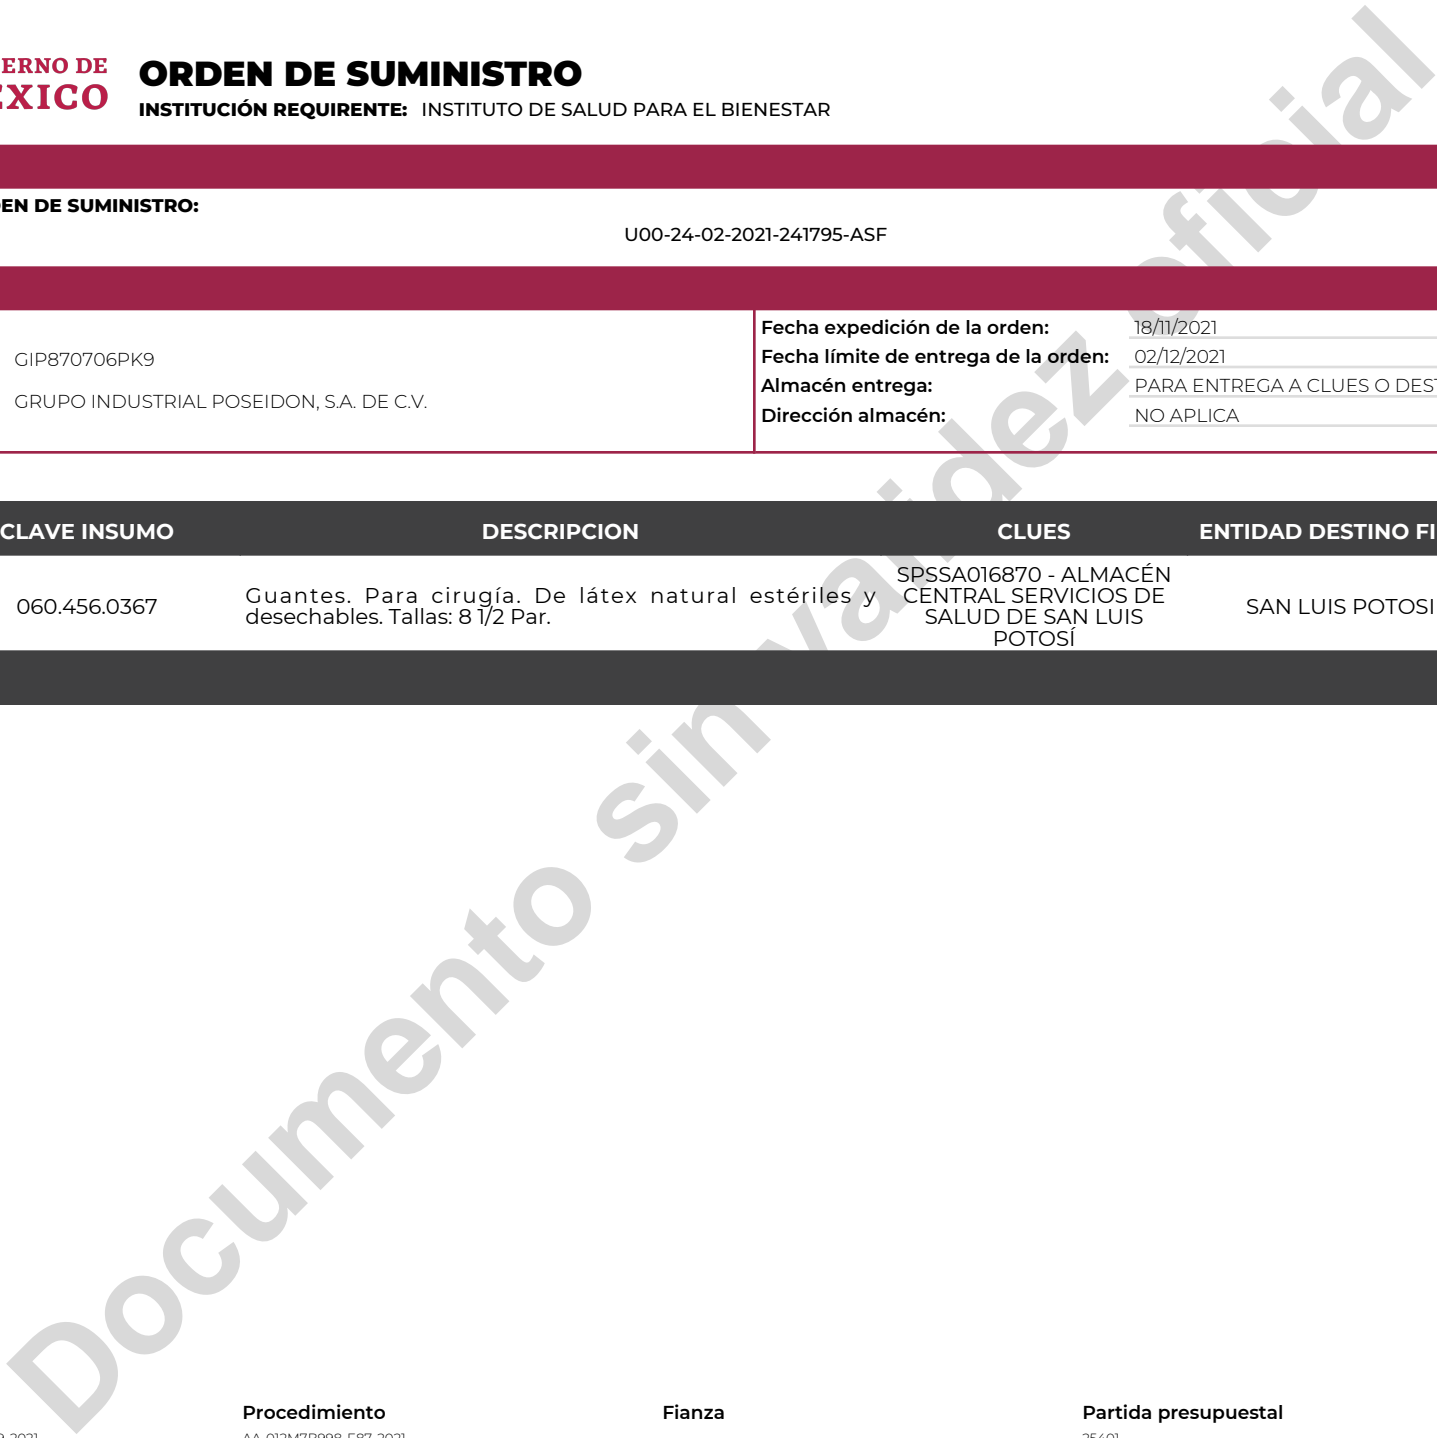 ERNO DE
ÉXICO
ORDEN DE SUMINISTRO
INSTITUCIÓN REQUIRENTE: INSTITUTO DE SALUD PARA EL BIENESTAR
EN DE SUMINISTRO:
U00-24-02-2021-241795-ASF
GIP870706PK9
GRUPO INDUSTRIAL POSEIDON, S.A. DE C.V.
Fecha expedición de la orden: 18/11/2021
Fecha límite de entrega de la orden: 02/12/2021
Almacén entrega: PARA ENTREGA A CLUES O DEST
Dirección almacén: NO APLICA
CLAVE INSUMO DESCRIPCION CLUES ENTIDAD DESTINO FI
060.456.0367
Guantes. Para cirugía. De látex natural estériles y
desechables. Tallas: 8 1/2 Par.
SPSSA016870 - ALMACÉN
CENTRAL SERVICIOS DE
SALUD DE SAN LUIS
POTOSÍ
SAN LUIS POTOSI
Documento sin validez oficial
Procedimiento Fianza Partida presupuestal